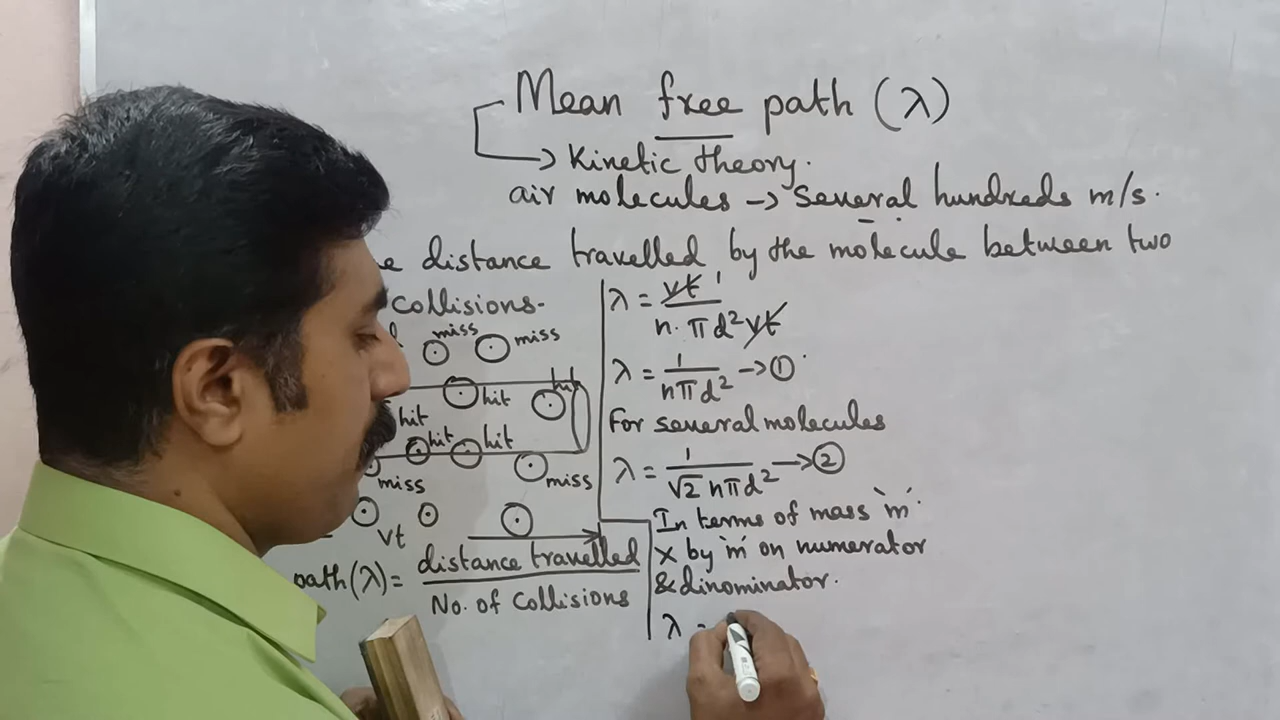 Mean free path (λ)
→ Kinetic theory.
air molecules → Several hundreds m/s.
e distance travelled by the molecule between two
collisions-
miss
miss
hit
hit
hit
hit
miss
miss
vt
path(λ) = distance travelled / No. of Collisions
λ = vt 1 / n. πd² vt
λ = 1 / nπd² → ①
For several molecules
λ = 1 / √2 nπd² → ②
In terms of mass 'm'
x by 'm' on numerator
& dinominator.
λ =